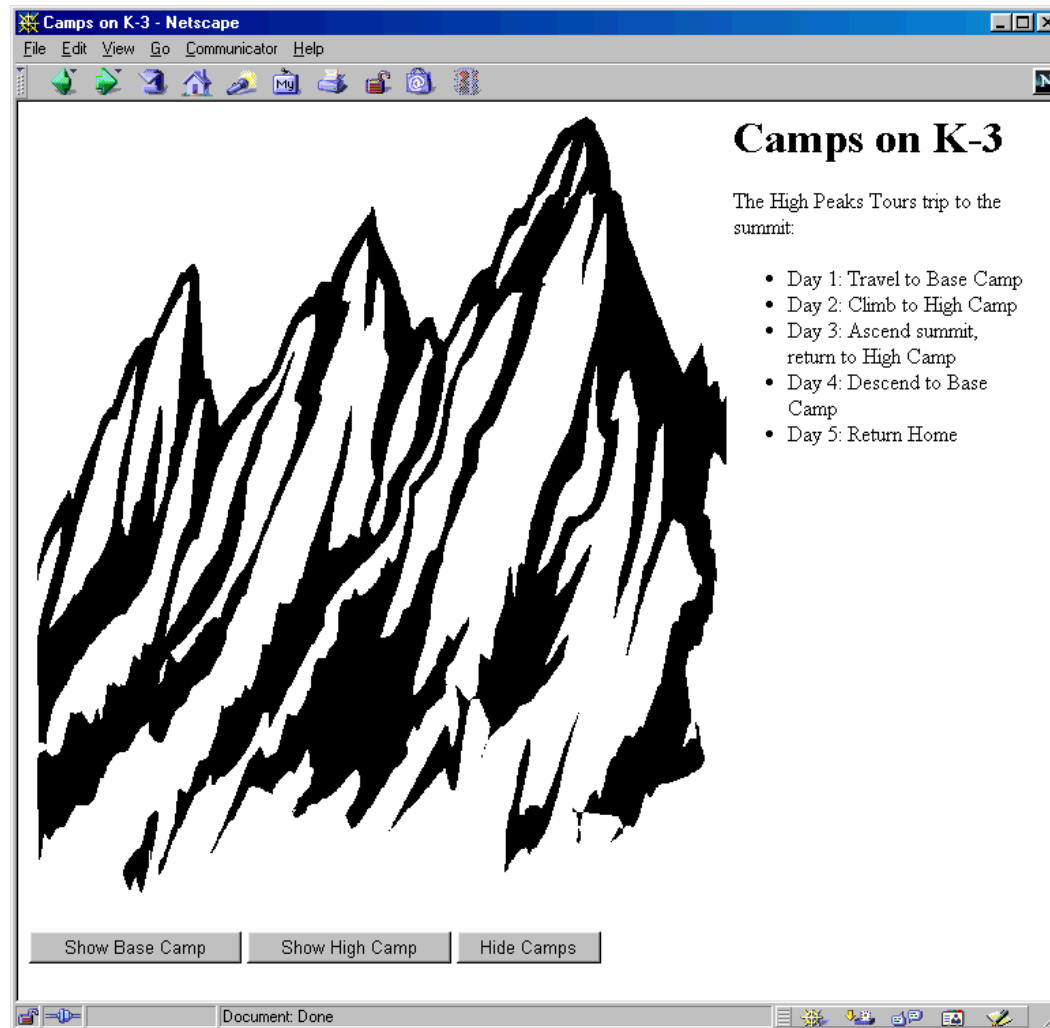 Camps on K-3 - Netscape
File Edit View Go Communicator Help
My
N
Camps on K-3
The High Peaks Tours trip to the
summit:
• Day 1: Travel to Base Camp
• Day 2: Climb to High Camp
• Day 3: Ascend summit,
return to High Camp
• Day 4: Descend to Base
Camp
• Day 5: Return Home
Show Base Camp Show High Camp Hide Camps
Document: Done